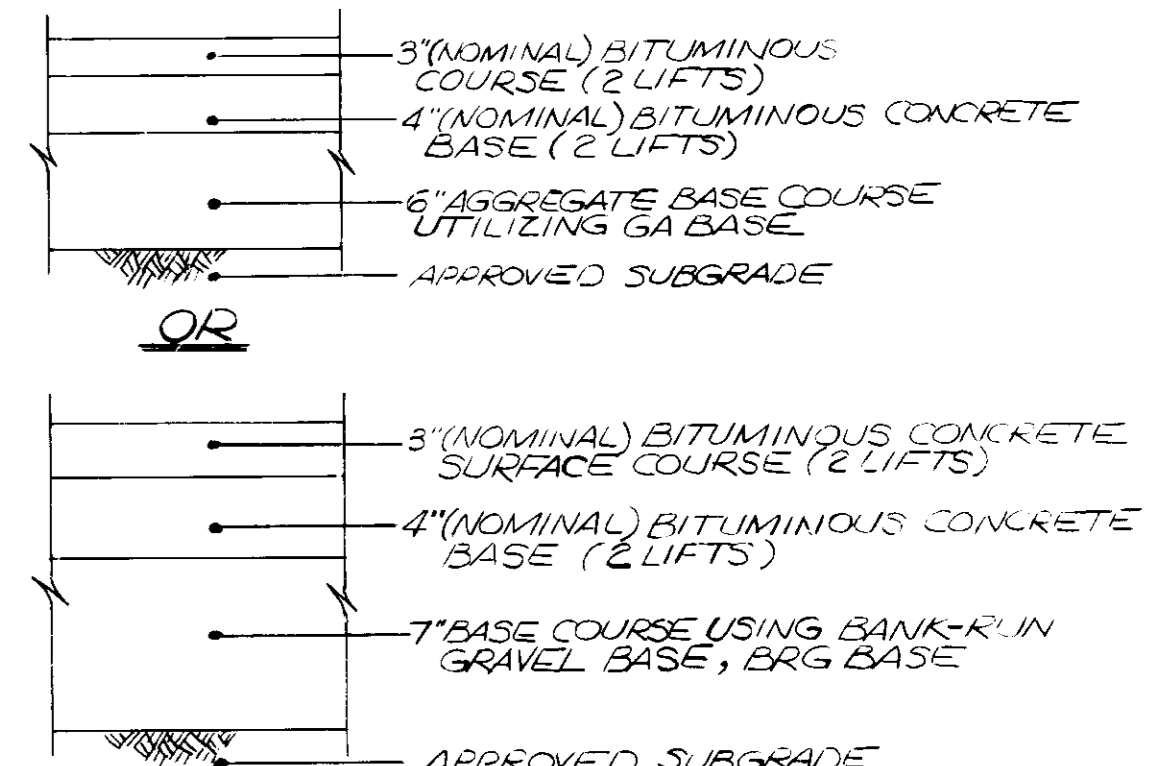 3"(NOMINAL) BITUMINOUS
COURSE (2 LIFTS)
4"(NOMINAL) BITUMINOUS CONCRETE
BASE (2 LIFTS)
6" AGGREGATE BASE COURSE
UTILIZING GA BASE
APPROVED SUBGRADE
OR
3"(NOMINAL) BITUMINOUS CONCRETE
SURFACE COURSE (2 LIFTS)
4"(NOMINAL) BITUMINOUS CONCRETE
BASE (2 LIFTS)
7" BASE COURSE USING BANK-RUN
GRAVEL BASE, BRG BASE
APPROVED SUBGRADE